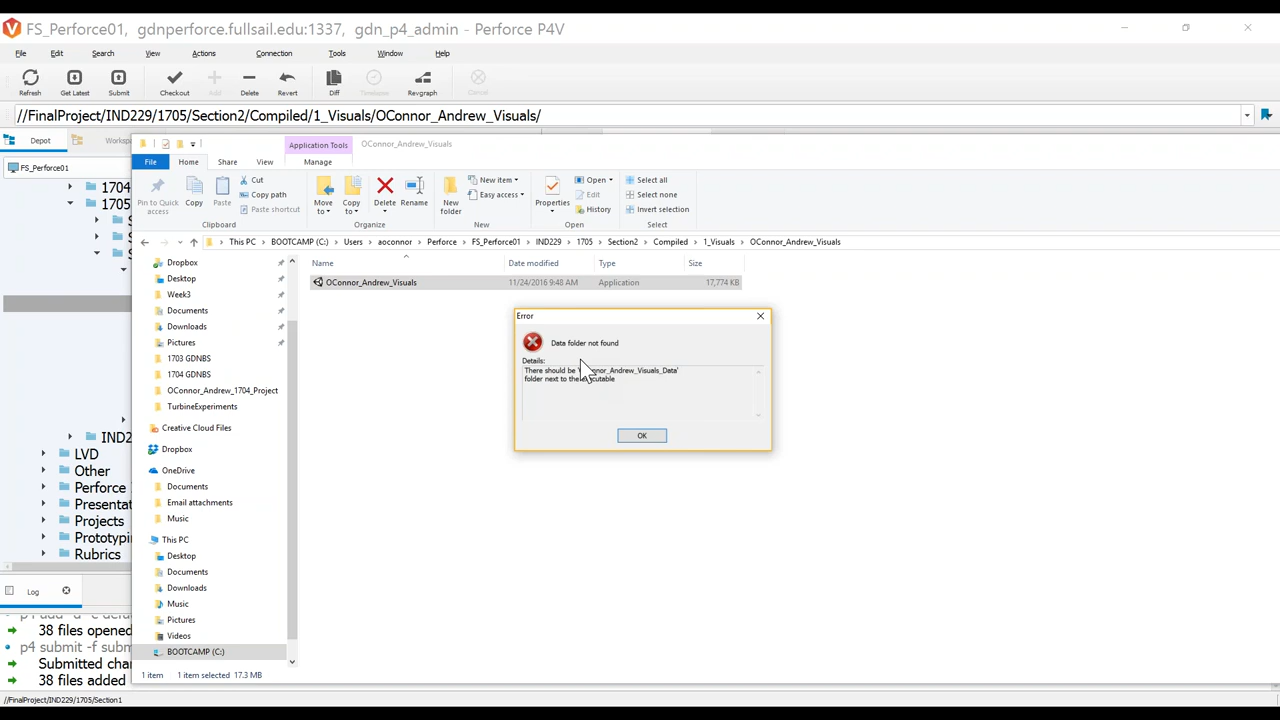 FS_Perforce01, gdnperforce.fullsail.edu:1337, gdn_p4_admin - Perforce P4V
File Edit Search View Actions Connection Tools Window Help
Refresh Get Latest Submit Checkout Add Delete Revert Diff Timelapse Revgraph Cancel
//FinalProject/IND229/1705/Section2/Compiled/1_Visuals/OConnor_Andrew_Visuals/
Depot
FS_Perforce01
1704
1705
IND2
LVD
Other
Perforce
Projects
Rubrics
Log
38 files opened
p4 submit -f
Submitted
38 files added
//FinalProject/IND229/1705/Section1
Application Tools OConnor_Andrew_Visuals
File Home Share View Manage
Pin to Quick access
Copy
Paste
Cut
Copy path
Paste shortcut
Clipboard
Move to
Copy to
Delete
Rename
Organize
New folder
New item
Easy access
New
Properties
Open
Edit
History
Open
Select all
Select none
Invert selection
Select
This PC BOOTCAMP (C:) Users aoconnor Perforce FS_Perforce01 IND229 1705 Section2 Compiled 1_Visuals OConnor_Andrew_Visuals
Name Date modified Type Size
OConnor_Andrew_Visuals 11/24/2016 9:48 AM Application 17,774 KB
Dropbox
Desktop
Week3
Documents
Downloads
Pictures
1703 GDNBS
1704 GDNBS
OConnor_Andrew_1704_Project
TurbineExperiments
Creative Cloud Files
Dropbox
OneDrive
Documents
Email attachments
Music
This PC
Desktop
Documents
Downloads
Music
Pictures
Videos
BOOTCAMP (C:)
1 item 1 item selected 17.3 MB
Error
Data folder not found
Details:
There should be
folder next to the
OK